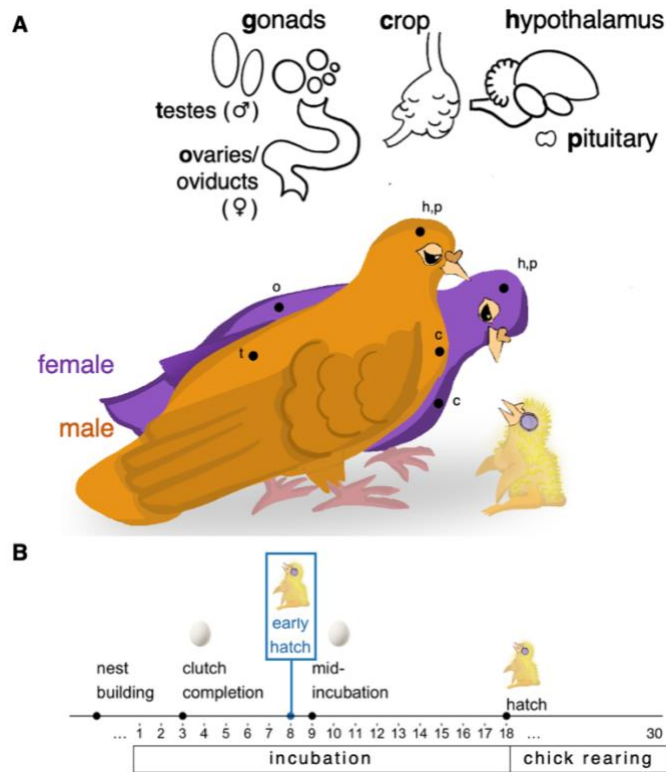 A
gonads
crop
hypothalamus
testes (♂)
pituitary
ovaries/
oviducts
(♀)
h,p
h,p
o
t
c
female
male
c
B
early
hatch
nest
building
clutch
completion
mid-
incubation
hatch
... 1 2 3 4 5 6 7 8 9 10 11 12 13 14 15 16 17 18 ... 30
incubation
chick rearing